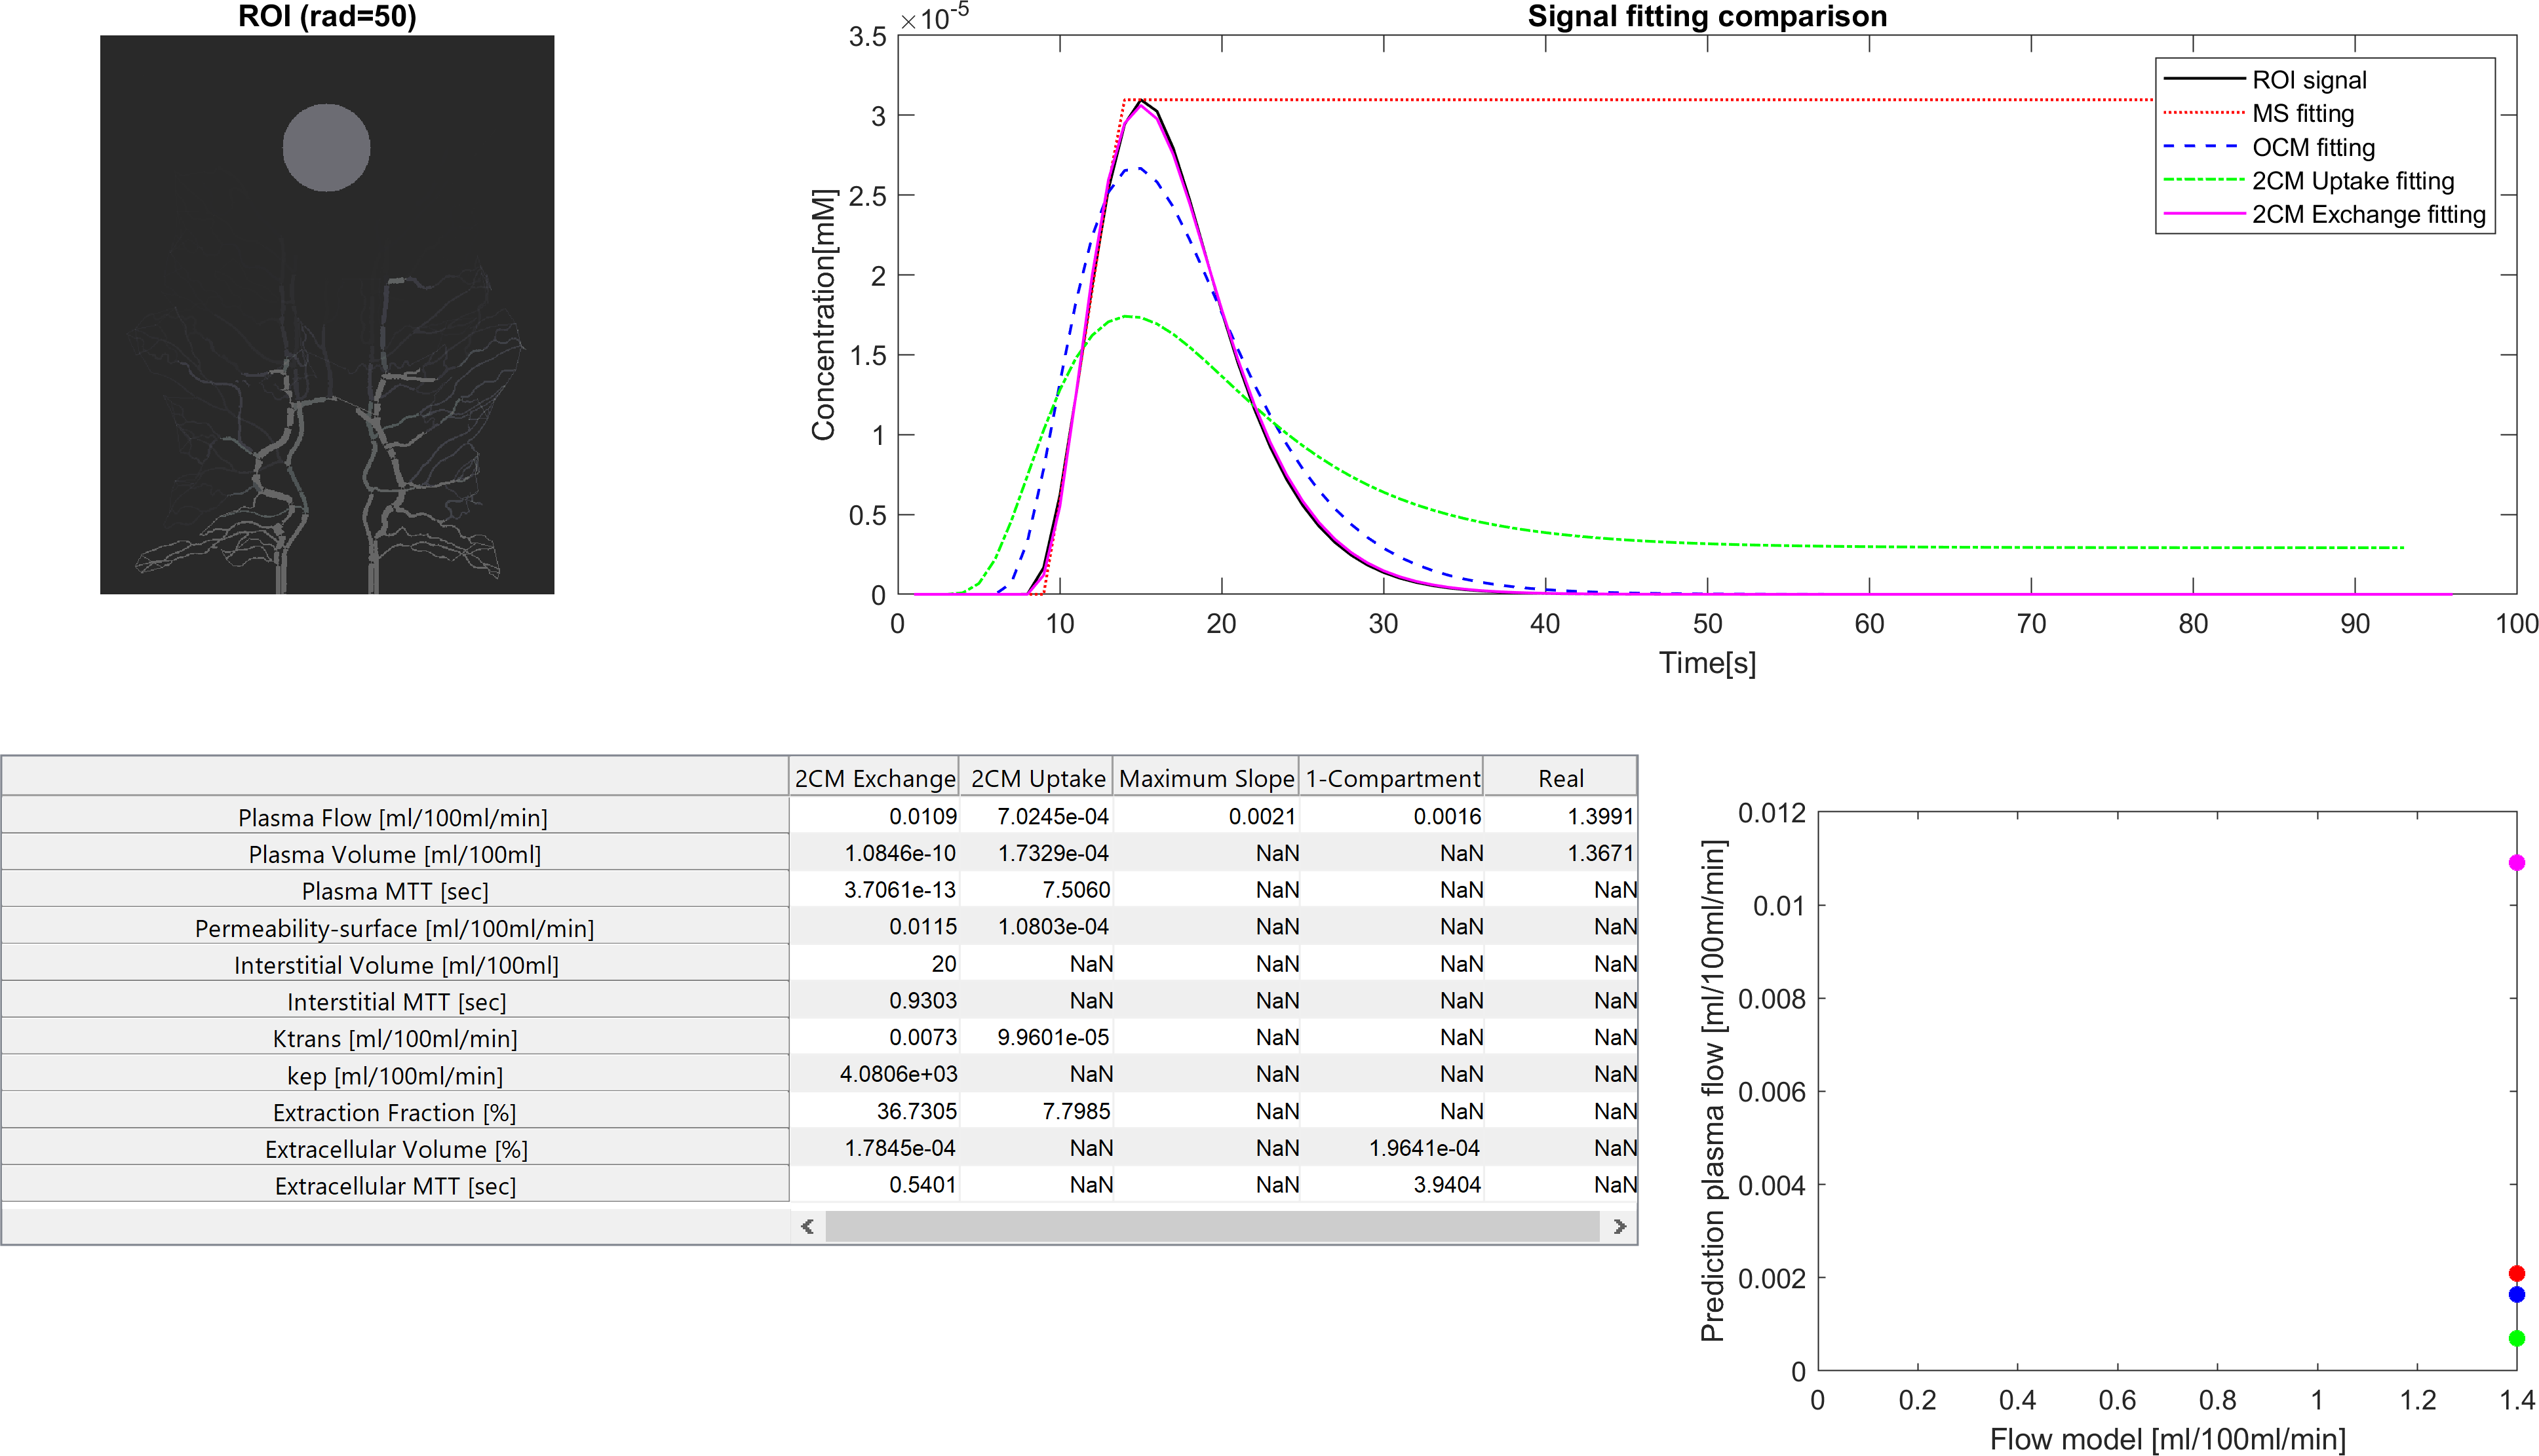 ROI (rad=50)
Signal fitting comparison
×10-5
3.5
3
2.5
2
1.5
1
0.5
0
Concentration[mM]
0 10 20 30 40 50 60 70 80 90 100
Time[s]
ROI signal
MS fitting
OCM fitting
2CM Uptake fitting
2CM Exchange fitting
2CM Exchange 2CM Uptake Maximum Slope 1-Compartment Real
Plasma Flow [ml/100ml/min] 0.0109 7.0245e-04 0.0021 0.0016 1.3991
Plasma Volume [ml/100ml] 1.0846e-10 1.7329e-04 NaN NaN 1.3671
Plasma MTT [sec] 3.7061e-13 7.5060 NaN NaN NaN
Permeability-surface [ml/100ml/min] 0.0115 1.0803e-04 NaN NaN NaN
Interstitial Volume [ml/100ml] 20 NaN NaN NaN NaN
Interstitial MTT [sec] 0.9303 NaN NaN NaN NaN
Ktrans [ml/100ml/min] 0.0073 9.9601e-05 NaN NaN NaN
kep [ml/100ml/min] 4.0806e+03 NaN NaN NaN NaN
Extraction Fraction [%] 36.7305 7.7985 NaN NaN NaN
Extracellular Volume [%] 1.7845e-04 NaN NaN 1.9641e-04 NaN
Extracellular MTT [sec] 0.5401 NaN NaN 3.9404 NaN
0.012
0.01
0.008
0.006
0.004
0.002
0
Prediction plasma flow [ml/100ml/min]
0 0.2 0.4 0.6 0.8 1 1.2 1.4
Flow model [ml/100ml/min]